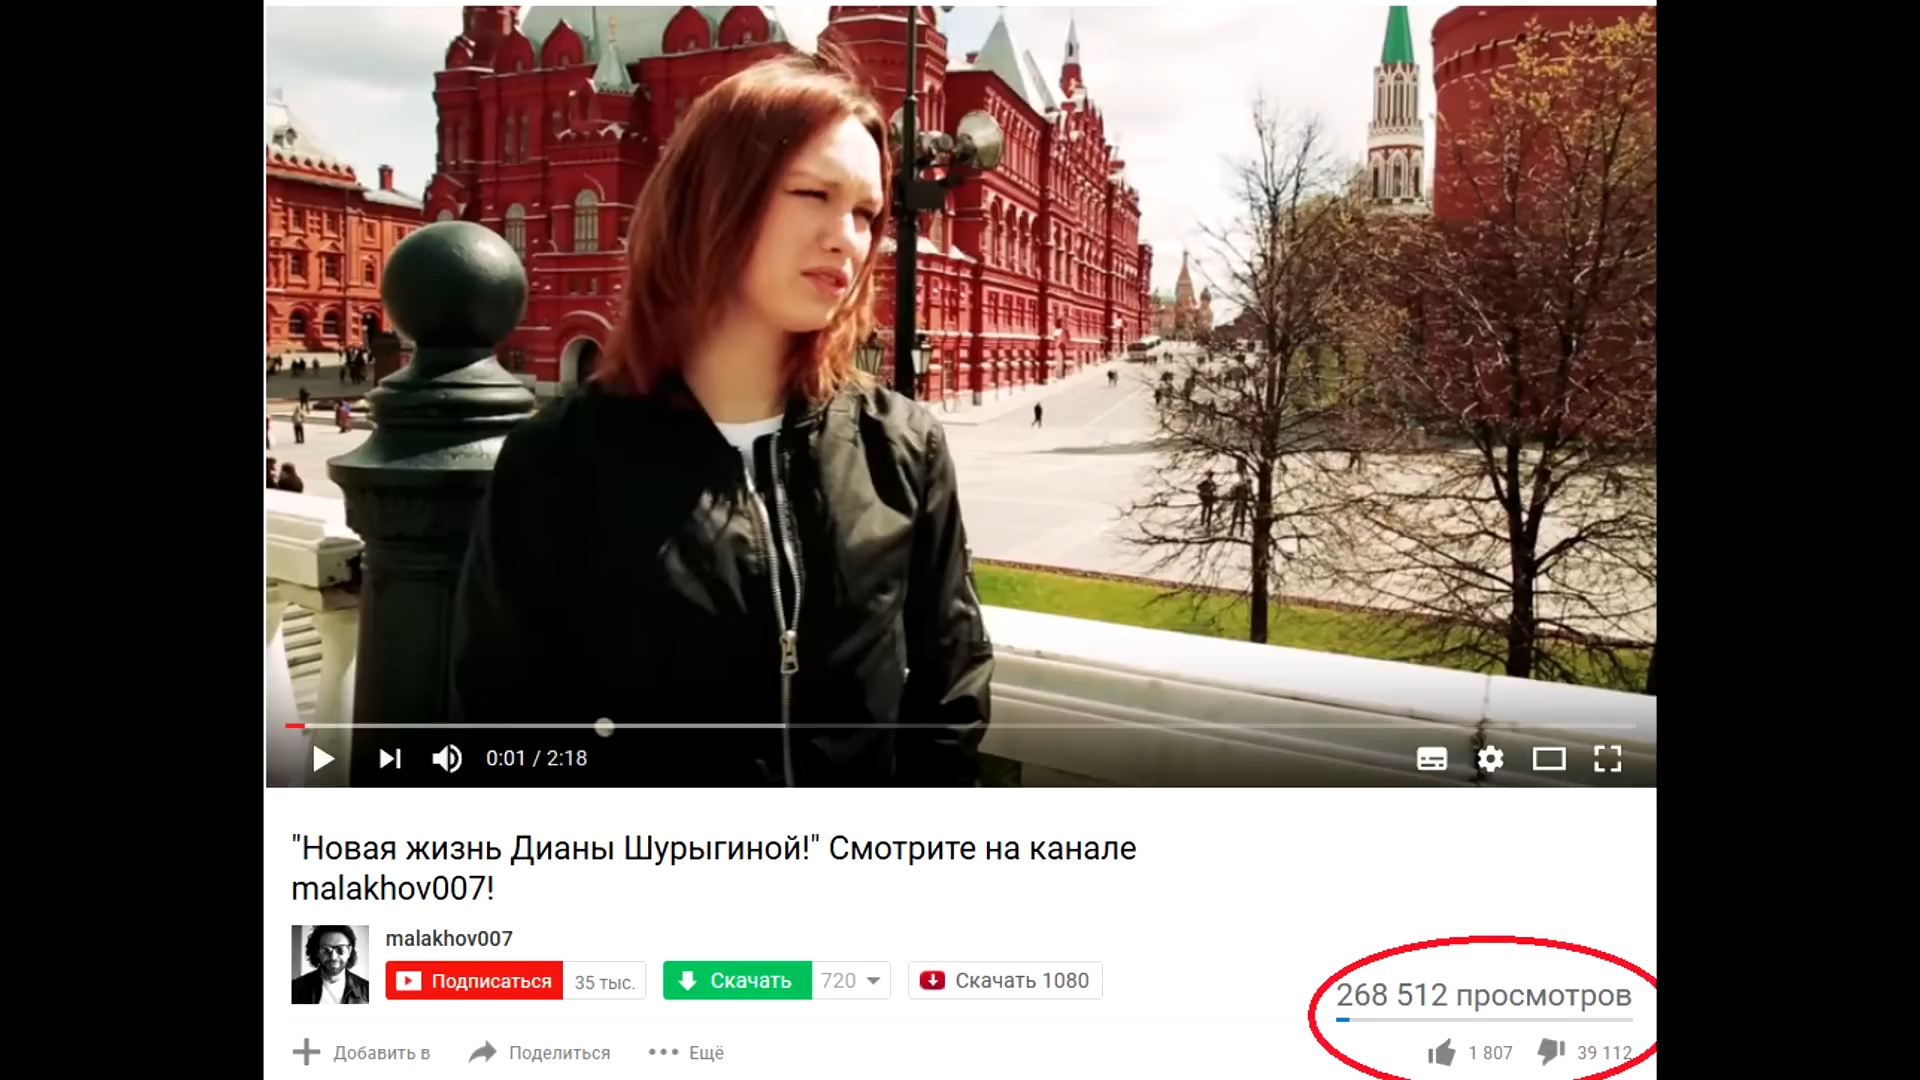 0:01 / 2:18
"Новая жизнь Дианы Шурыгиной!" Смотрите на канале
malakhov007!
malakhov007
Подписаться 35 тыс. Скачать 720 Скачать 1080
268 512 просмотров
Добавить в Поделиться Ещё 1 807 39 112